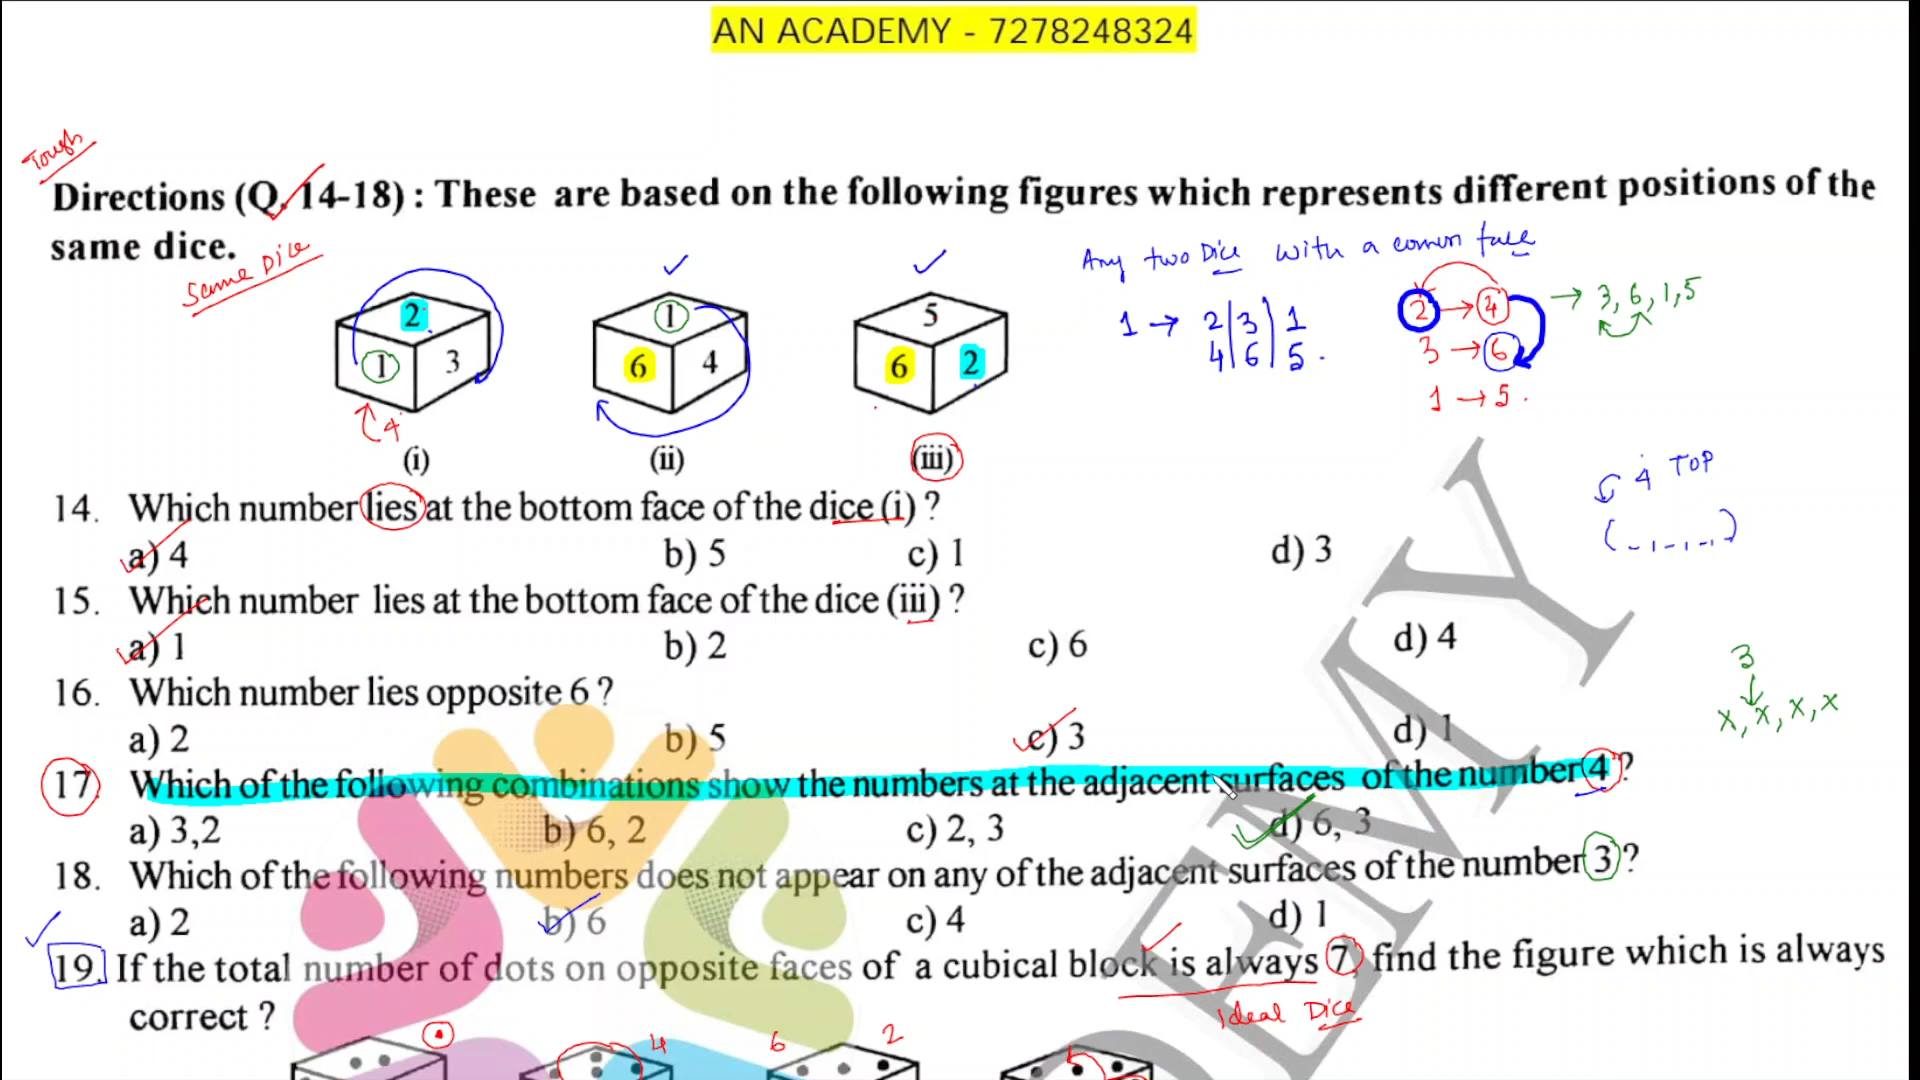 AN ACADEMY - 7278248324
Tough
Directions (Q. 14-18) : These are based on the following figures which represents different positions of the
same dice.
Same Dice
Any two Dice with a comon face
2 1 3
6 1 4
5 6 2
4
1 → 2|3|1
4|6|5.
2 → 4 → 3, 6, 1, 5
3 → 6
1 → 5.
(i) (ii) (iii)
4 TOP
14. Which number lies at the bottom face of the dice (i) ?
a) 4 b) 5 c) 1 d) 3
15. Which number lies at the bottom face of the dice (iii) ?
a) 1 b) 2 c) 6 d) 4
16. Which number lies opposite 6 ?
a) 2 b) 5 c) 3 d) 1
3
x, x, x, x
17. Which of the following combinations show the numbers at the adjacent surfaces of the number 4 ?
a) 3,2 b) 6, 2 c) 2, 3 d) 6, 3
18. Which of the following numbers does not appear on any of the adjacent surfaces of the number 3 ?
a) 2 b) 6 c) 4 d) 1
19. If the total number of dots on opposite faces of a cubical block is always 7, find the figure which is always
correct ?
Ideal Dice
4 6 2 5